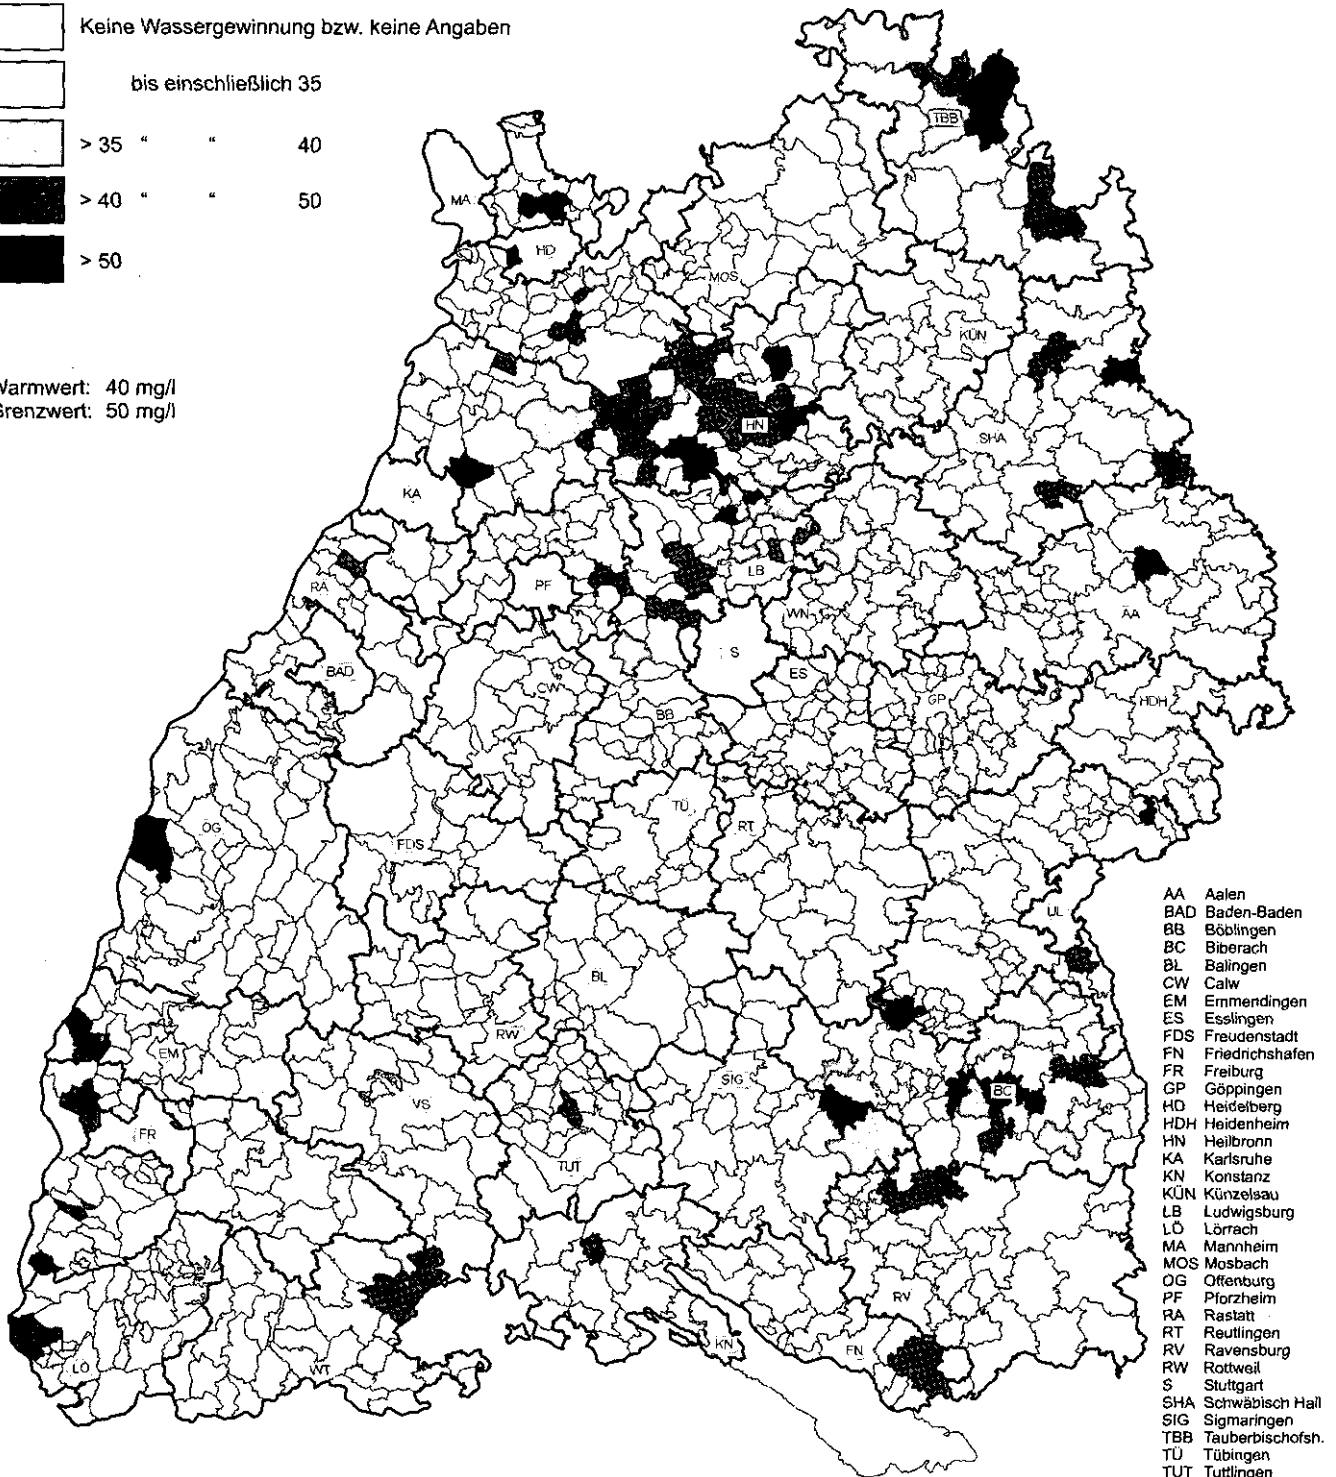 Keine Wassergewinnung bzw. keine Angaben
bis einschließlich 35
> 35 “ “ 40
> 40 “ “ 50
> 50
Warmwert: 40 mg/l
Grenzwert: 50 mg/l
TBB
MA
HD
MOS
KÜN
HN
SHA
KA
RA
PF
LB
WN
AA
S
BAD
CW
ES
BB
GP
HDH
OG
TÜ
RT
FDS
UL
BL
RW
EM
SIG
VS
BC
FR
TUT
RV
KN
FN
LÖ
WT
AA Aalen
BAD Baden-Baden
BB Böblingen
BC Biberach
BL Balingen
CW Calw
EM Emmendingen
ES Esslingen
FDS Freudenstadt
FN Friedrichshafen
FR Freiburg
GP Göppingen
HD Heidelberg
HDH Heidenheim
HN Heilbronn
KA Karlsruhe
KN Konstanz
KÜN Künzelsau
LB Ludwigsburg
LÖ Lörrach
MA Mannheim
MOS Mosbach
OG Offenburg
PF Pforzheim
RA Rastatt
RT Reutlingen
RV Ravensburg
RW Rottweil
S Stuttgart
SHA Schwäbisch Hall
SIG Sigmaringen
TBB Tauberbischofsh.
TÜ Tübingen
TUT Tuttlingen